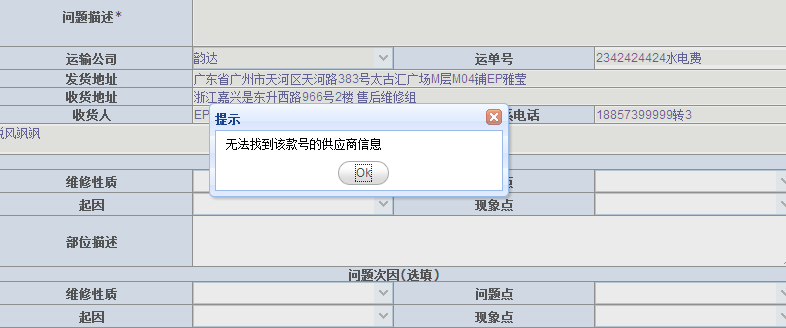 问题描述*
运输公司 韵达 运单号 2342424424水电费
发货地址 广东省广州市天河区天河路383号太古汇广场M层M04铺EP雅莹
收货地址 浙江嘉兴是东升西路966号2楼 售后维修组
收货人 EP 系电话 18857399999转3
说风飒飒
提示
无法找到该款号的供应商信息
Ok
维修性质 点
起因 现象点
部位描述
问题次因(选填)
维修性质 问题点
起因 现象点